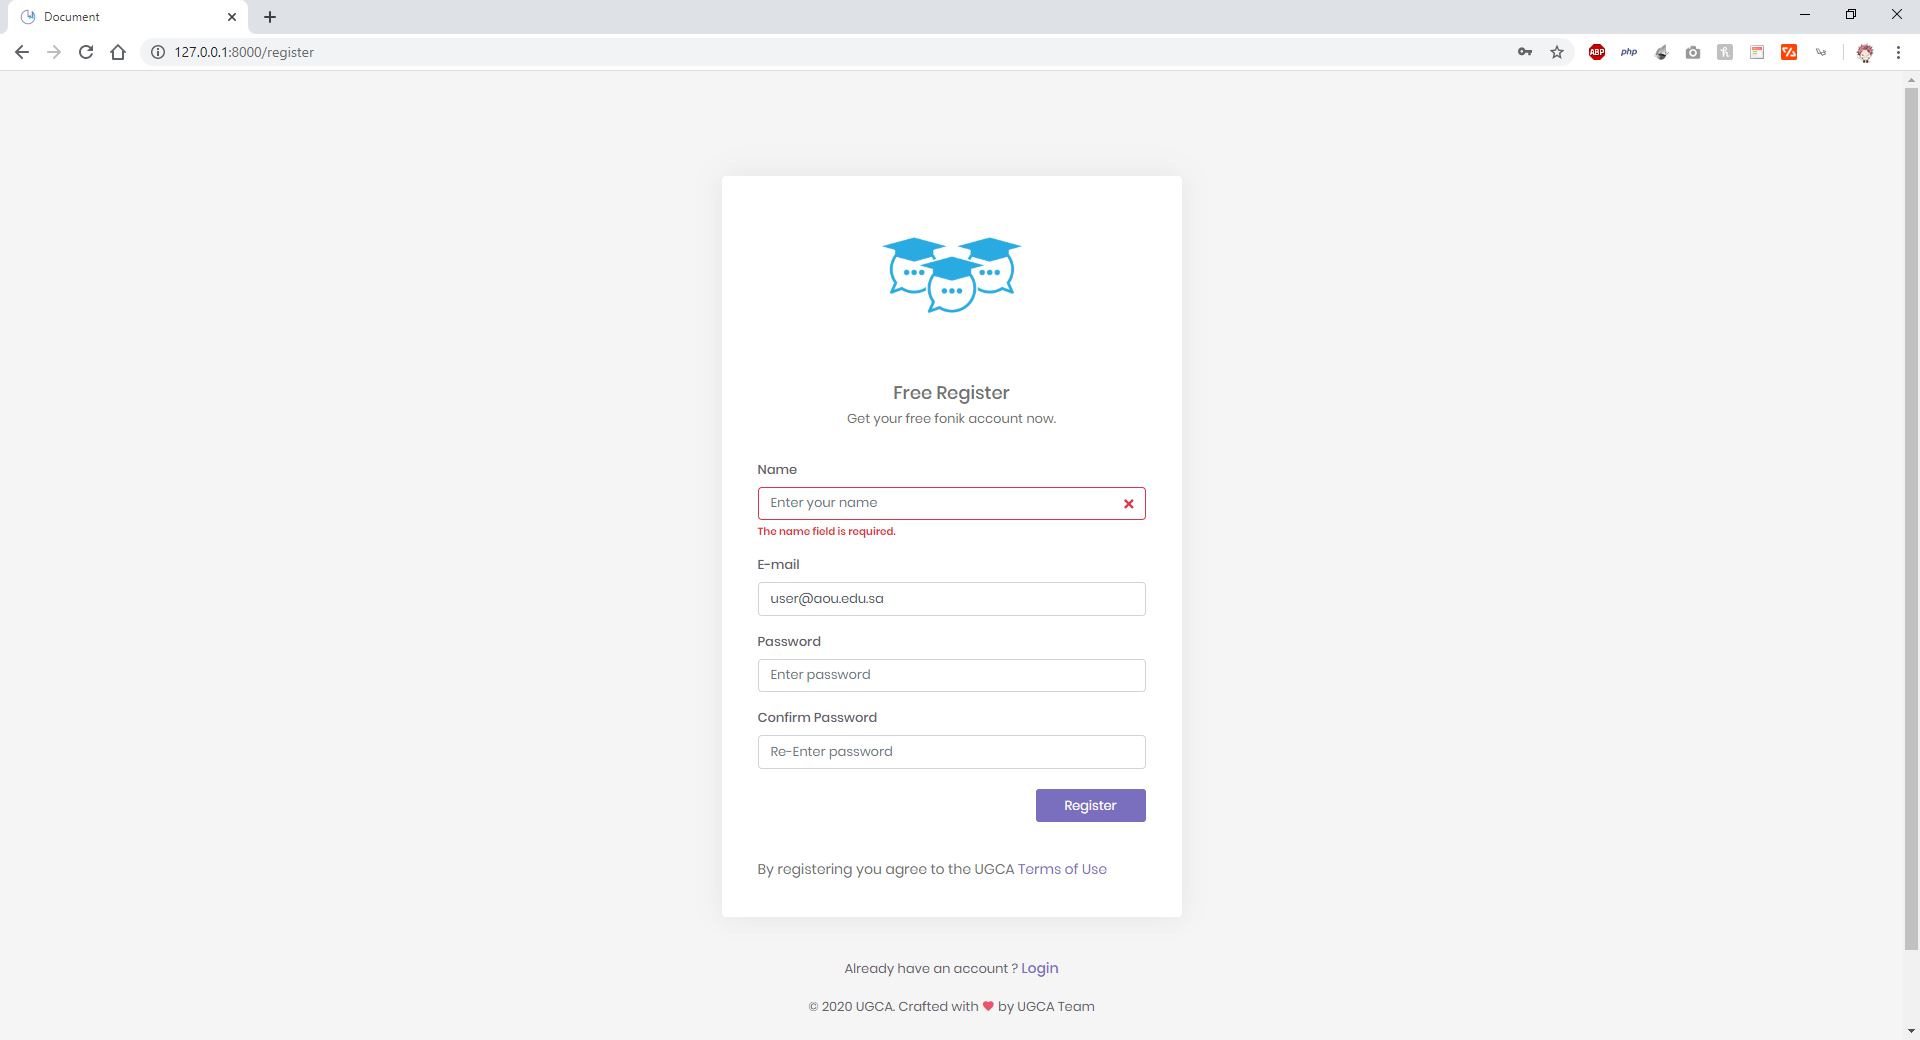 Document
127.0.0.1:8000/register
ABP
php
Free Register
Get your free fonik account now.
Name
Enter your name
The name field is required.
E-mail
user@aou.edu.sa
Password
Enter password
Confirm Password
Re-Enter password
Register
By registering you agree to the UGCA Terms of Use
Already have an account ? Login
© 2020 UGCA. Crafted with ❤ by UGCA Team